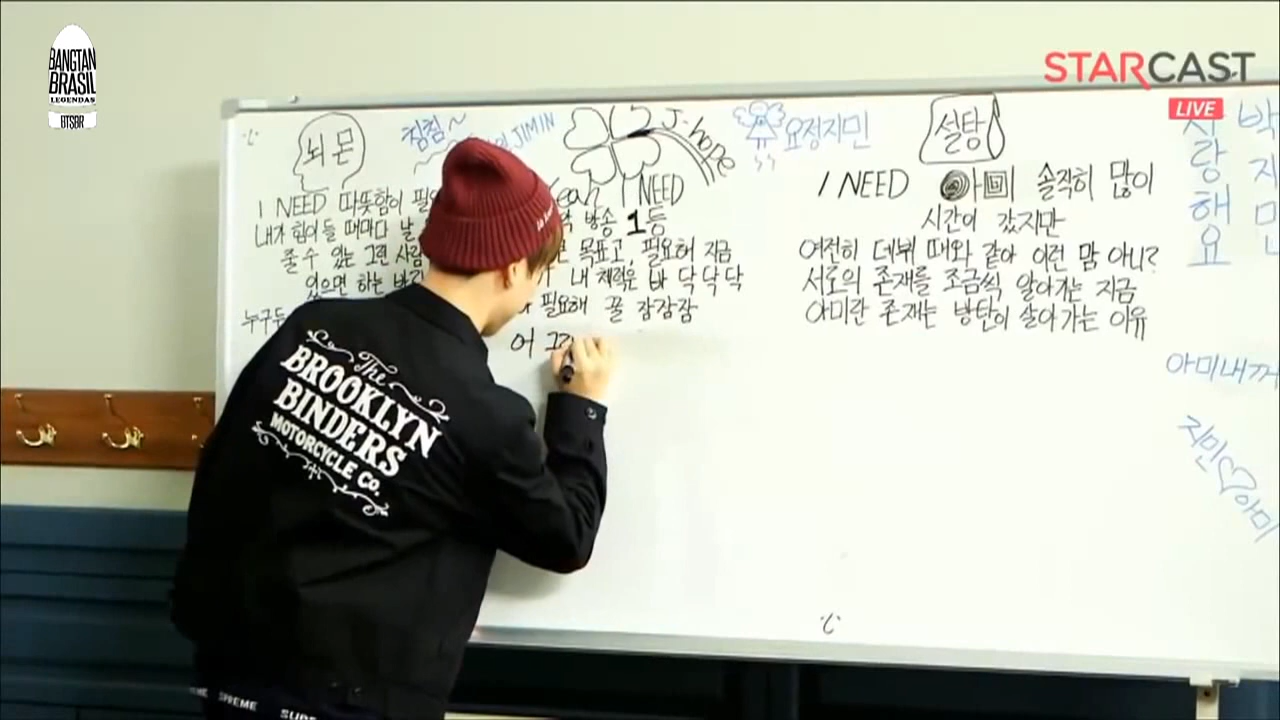 BANGTAN
BRASIL
LEGENDAS
BTSBR
STARCAST
LIVE
뇌 몬
침침~
JIMIN
J-hope
요정지민
설탕
사랑해요
박지민
I NEED 따뜻함이
내가 힘이 들 때마다 날
줄 수 있는 그런 사람
있으면 하는 바
누구든
Yeah I NEED
방송 1등
목표고, 필요해 지금
내 체력은 바닥 닥 닥
필요해 꿀 잠잠잠
어
I NEED 솔직히 많이
시간이 갔지만
여전히 데뷔 때와 같아 이런 맘 아니?
서로의 존재를 조금씩 알아가는 지금
아미란 존재는 방탄이 살아가는 이유
아미내꺼
지민♡아미
The
BROOKLYN
BINDERS
MOTORCYCLE Co.
SUPREME